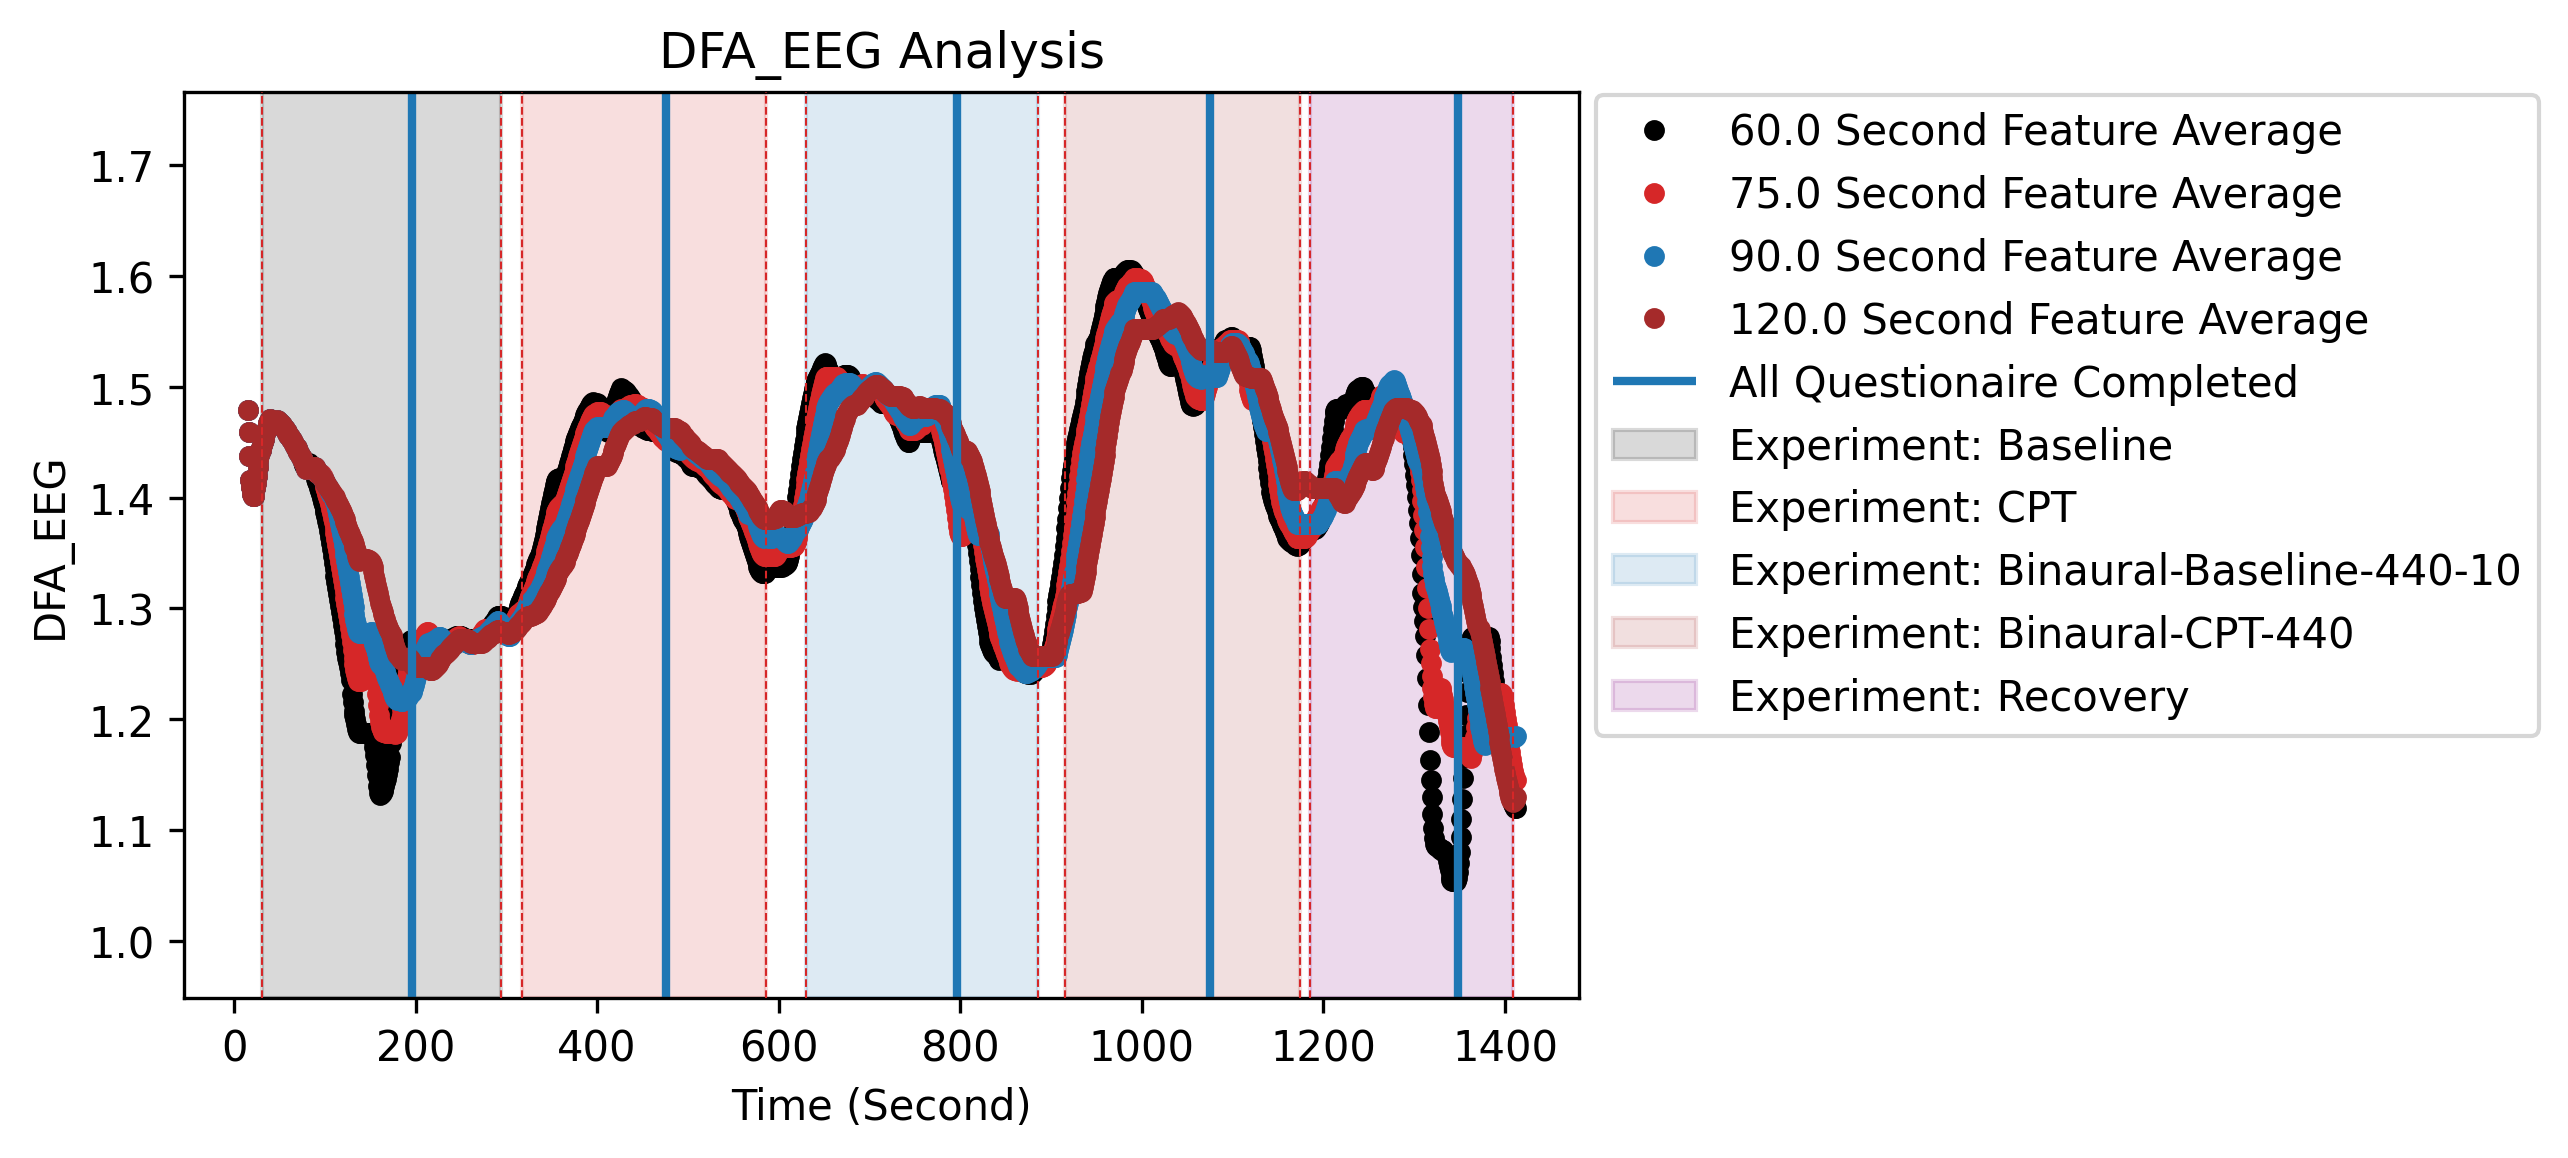 DFA_EEG Analysis
DFA_EEG
1.7
1.6
1.5
1.4
1.3
1.2
1.1
1.0
0 200 400 600 800 1000 1200 1400
Time (Second)
60.0 Second Feature Average
75.0 Second Feature Average
90.0 Second Feature Average
120.0 Second Feature Average
All Questionaire Completed
Experiment: Baseline
Experiment: CPT
Experiment: Binaural-Baseline-440-10
Experiment: Binaural-CPT-440
Experiment: Recovery